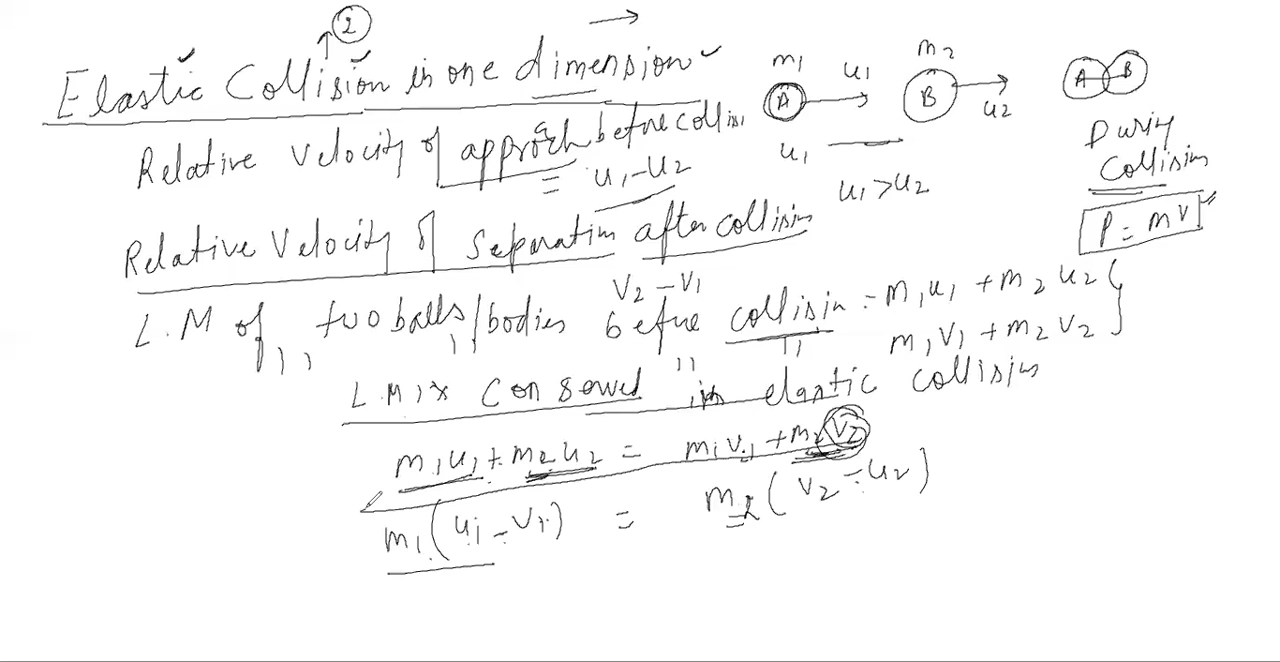 2
Elastic Collision in one dimension
Relative Velocity of approach before collisi
= u1-u2
Relative Velocity of Separation after collision
V2 - V1
L.M of two balls/bodies before collision = m1u1 + m2u2
" " " " " m1V1 + m2V2
L.M is conserved in elastic collision
m1u1 + m2u2 = m1v1 + m2V2
m1(u1 - V1) = m2(V2 - u2)
m1
A
u1
m2
B
u2
u1
u1 > u2
A B
During
Collision
P = mV